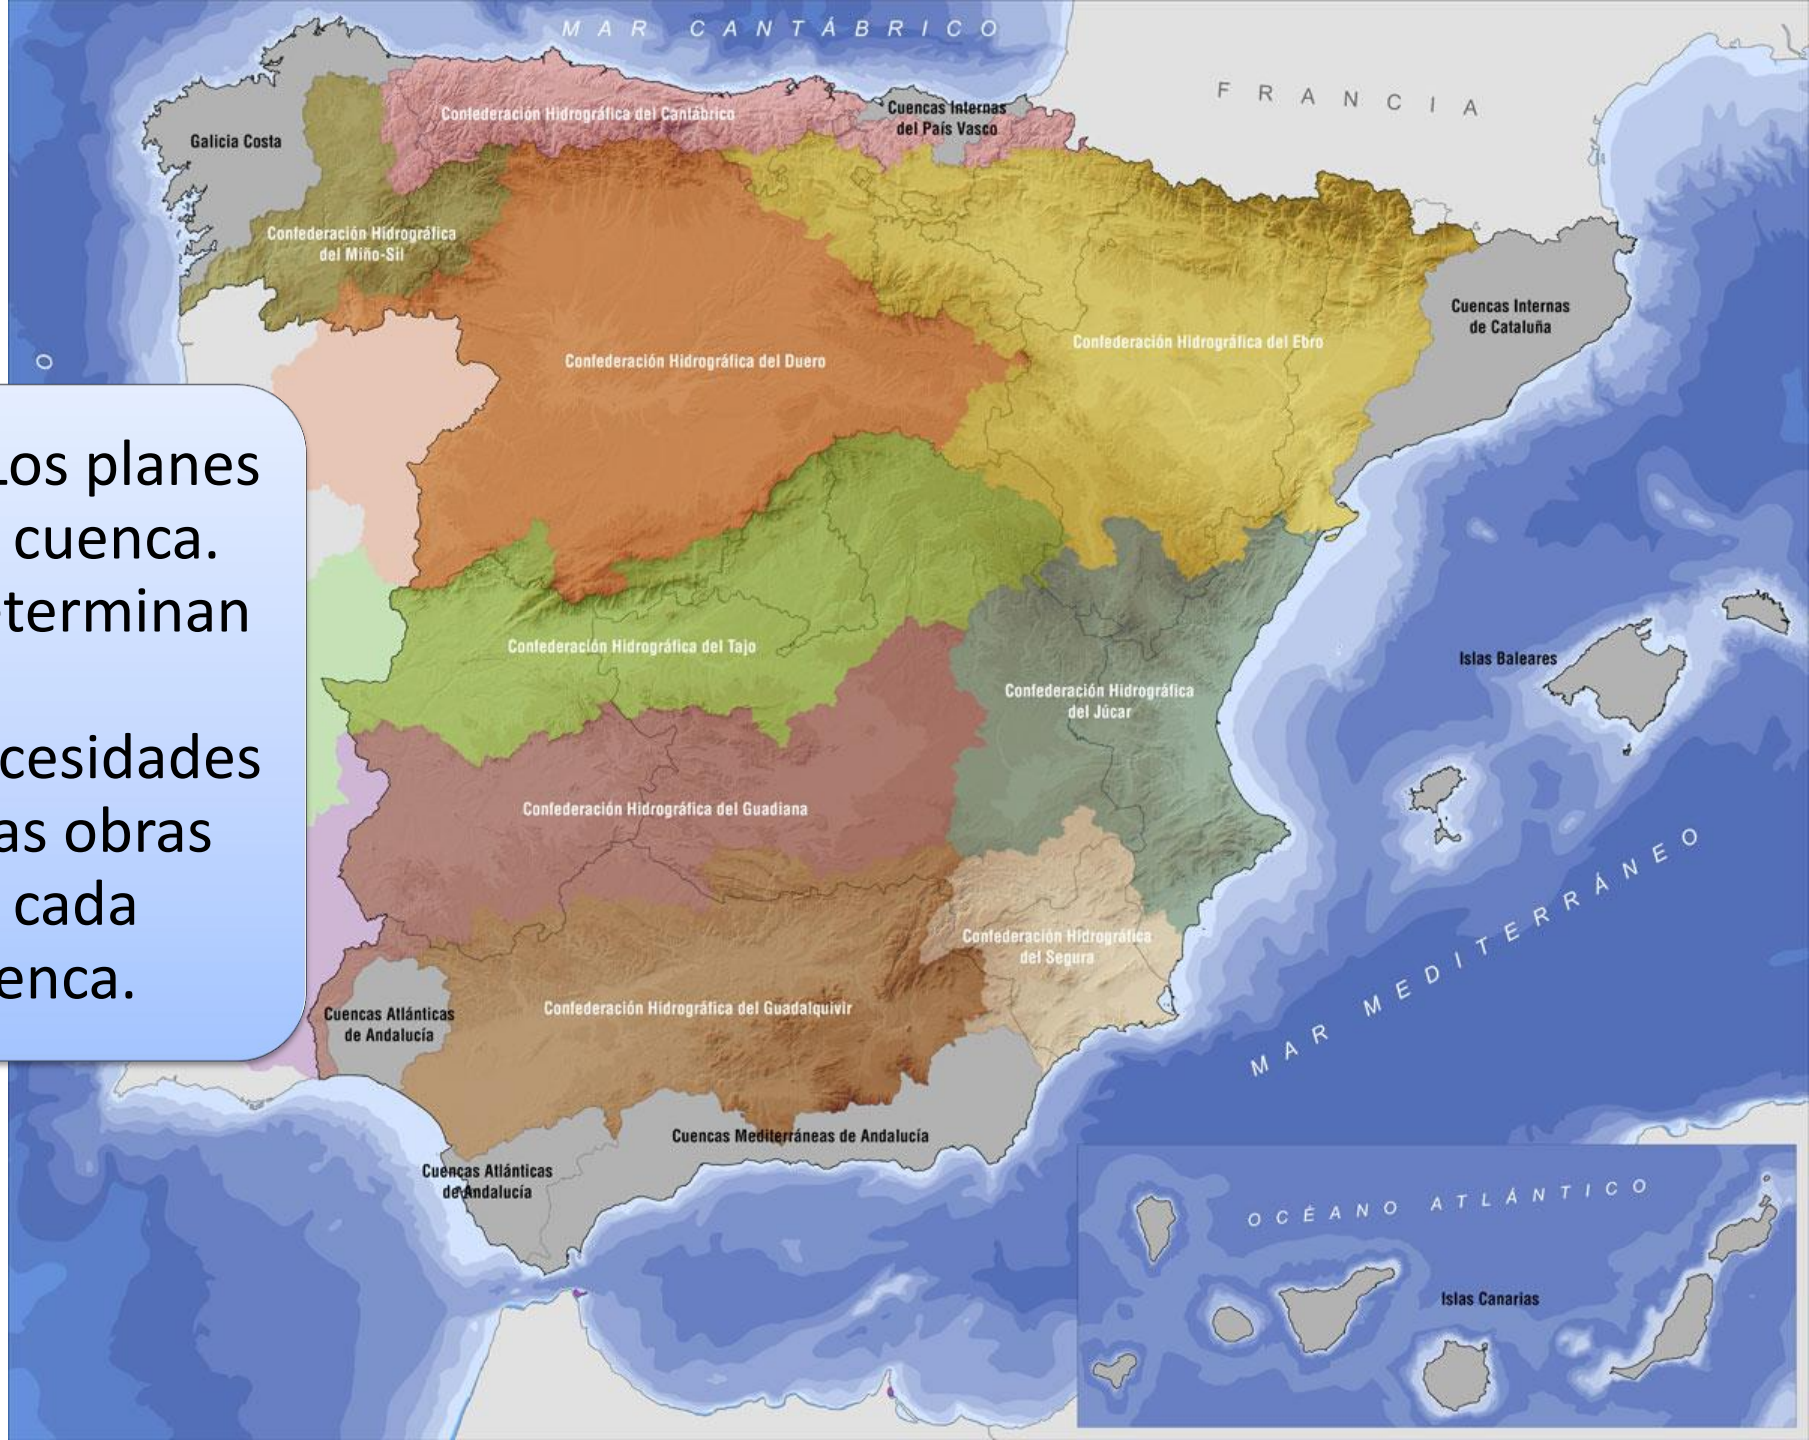 MAR CANTÁBRICO
FRANCIA
Galicia Costa
Confederación Hidrográfica del Cantábrico
Cuencas Internas
del País Vasco
Confederación Hidrográfica
del Miño-Sil
Cuencas Internas
de Cataluña
Confederación Hidrográfica del Duero
Confederación Hidrográfica del Ebro
O
Los planes
cuenca.
terminan
cesidades
as obras
cada
enca.
Confederación Hidrográfica del Tajo
Islas Baleares
Confederación Hidrográfica
del Júcar
Confederación Hidrográfica del Guadiana
MAR MEDITERRÁNEO
Confederación Hidrográfica
del Segura
Cuencas Atlánticas
de Andalucía
Confederación Hidrográfica del Guadalquivir
Cuencas Mediterráneas de Andalucía
Cuencas Atlánticas
de Andalucía
OCÉANO ATLÁNTICO
Islas Canarias